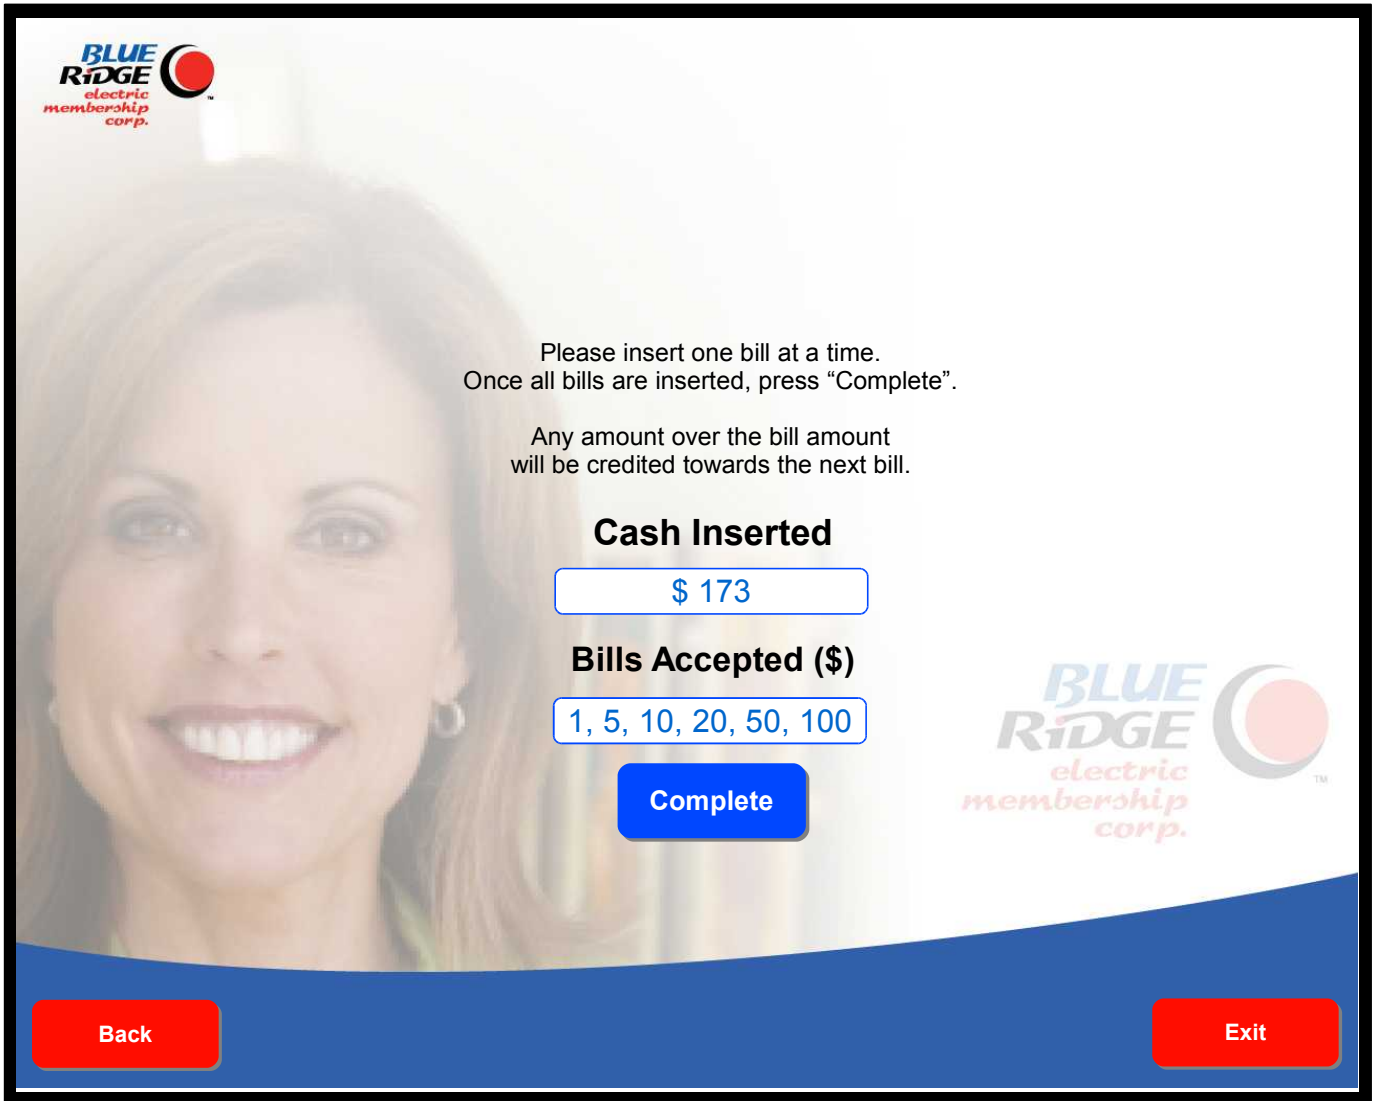 BLUE
RiDGE
electric
membership
corp.
TM
Please insert one bill at a time.
Once all bills are inserted, press “Complete”.
Any amount over the bill amount
will be credited towards the next bill.
Cash Inserted
$ 173
Bills Accepted ($)
1, 5, 10, 20, 50, 100
Complete
BLUE
RiDGE
electric
membership
corp.
TM
Back
Exit